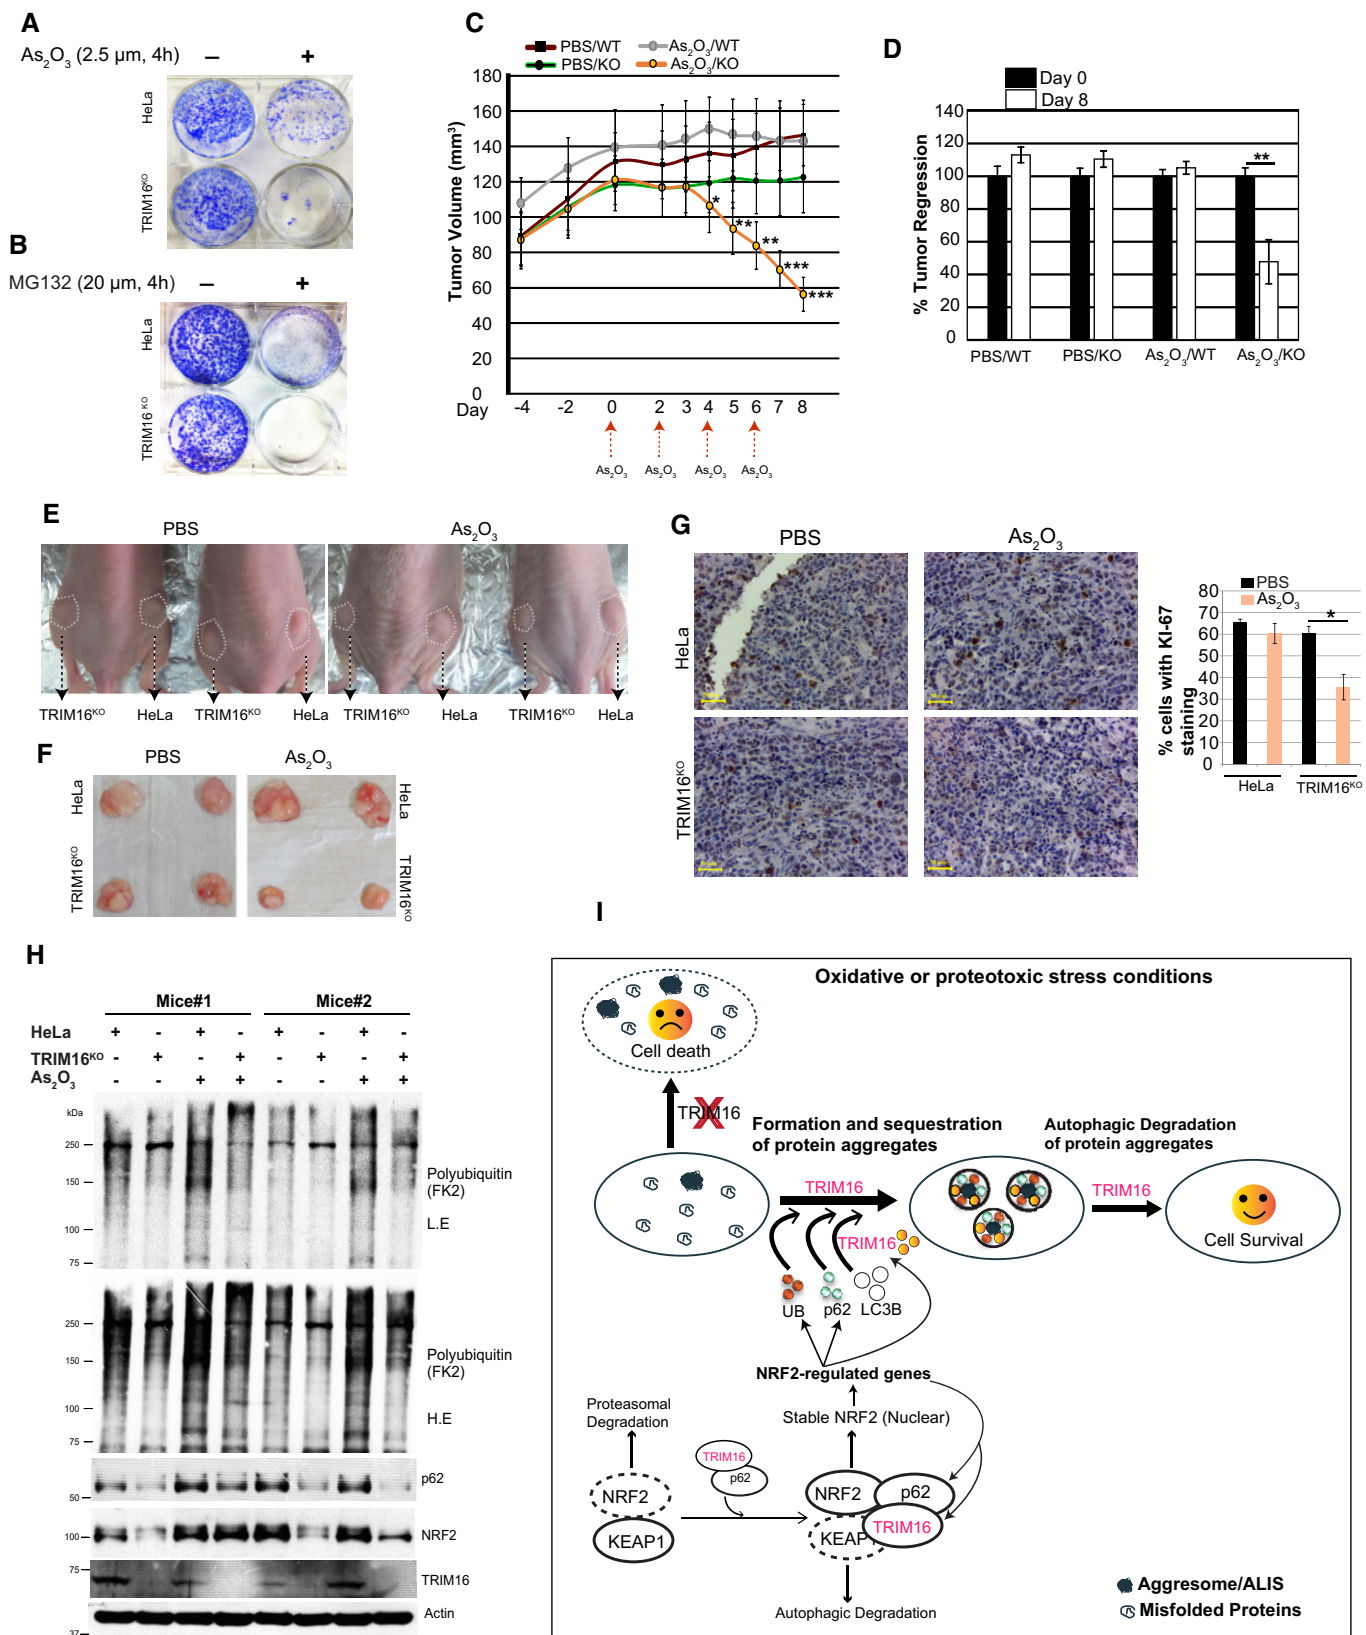 A
As2O3 (2.5 µm, 4h) – +
HeLa
TRIM16KO
B
MG132 (20 µm, 4h) – +
HeLa
TRIM16 KO
C
PBS/WT As2O3/WT
PBS/KO As2O3/KO
Tumor Volume (mm3)
180
160
140
120
100
80
60
40
20
0
* ** ** *** ***
Day -4 -2 0 2 3 4 5 6 7 8
As2O3 As2O3 As2O3 As2O3
D
Day 0
Day 8
% Tumor Regression
140
120
100
80
60
40
20
0
**
PBS/WT PBS/KO As2O3/WT As2O3/KO
E
PBS As2O3
TRIM16KO HeLa TRIM16KO HeLa TRIM16KO HeLa TRIM16KO HeLa
F
PBS As2O3
HeLa HeLa
TRIM16KO TRIM16KO
G
PBS As2O3
HeLa
TRIM16KO
PBS
As2O3
% cells with KI-67
staining
80
70
60
50
40
30
20
10
0
*
HeLa TRIM16KO
H
Mice#1 Mice#2
HeLa + - + - + - + -
TRIM16KO - + - + - + - +
As2O3 - - + + - - + +
kDa
250
150
100
75
Polyubiquitin
(FK2)
L.E
250
150
100
75
Polyubiquitin
(FK2)
H.E
50
p62
100
NRF2
75
TRIM16
Actin
37
I
Oxidative or proteotoxic stress conditions
Cell death
TRIM16
X
Formation and sequestration
of protein aggregates
Autophagic Degradation
of protein aggregates
TRIM16
TRIM16
TRIM16
Cell Survival
UB p62 LC3B
NRF2-regulated genes
Proteasomal
Degradation
Stable NRF2 (Nuclear)
TRIM16
p62
NRF2
KEAP1
NRF2
p62
KEAP1
TRIM16
Autophagic Degradation
Aggresome/ALIS
Misfolded Proteins